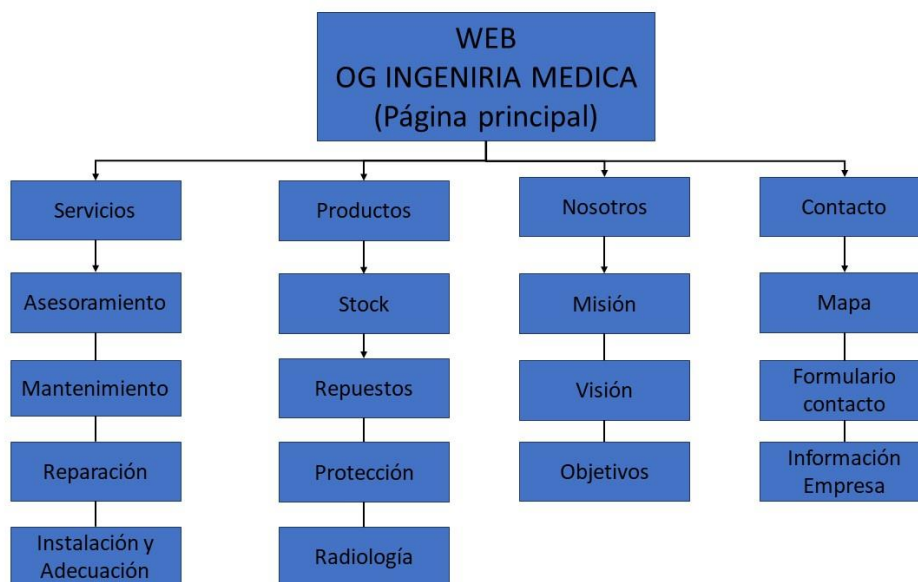 WEB
OG INGENIRIA MEDICA
(Página principal)
Servicios
Productos
Nosotros
Contacto
Asesoramiento
Stock
Misión
Mapa
Mantenimiento
Repuestos
Visión
Formulario
contacto
Reparación
Protección
Objetivos
Información
Empresa
Instalación y
Adecuación
Radiología